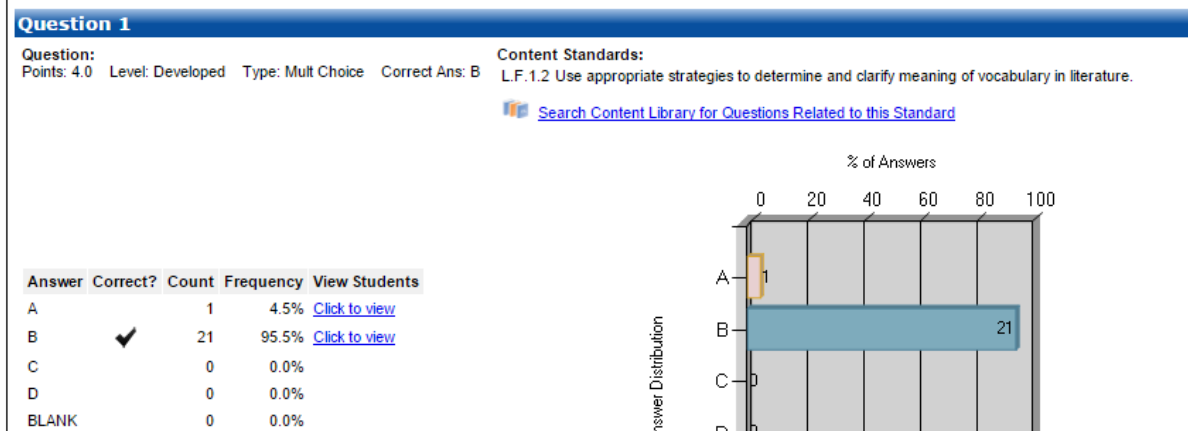 Question 1
Question:
Points: 4.0 Level: Developed Type: Mult Choice Correct Ans: B
Content Standards:
L.F.1.2 Use appropriate strategies to determine and clarify meaning of vocabulary in literature.
Search Content Library for Questions Related to this Standard
Answer Correct? Count Frequency View Students
A 1 4.5% Click to view
B ✔ 21 95.5% Click to view
C 0 0.0%
D 0 0.0%
BLANK 0 0.0%
% of Answers
0 20 40 60 80 100
A 1
B 21
C 0
D 0
Distribution